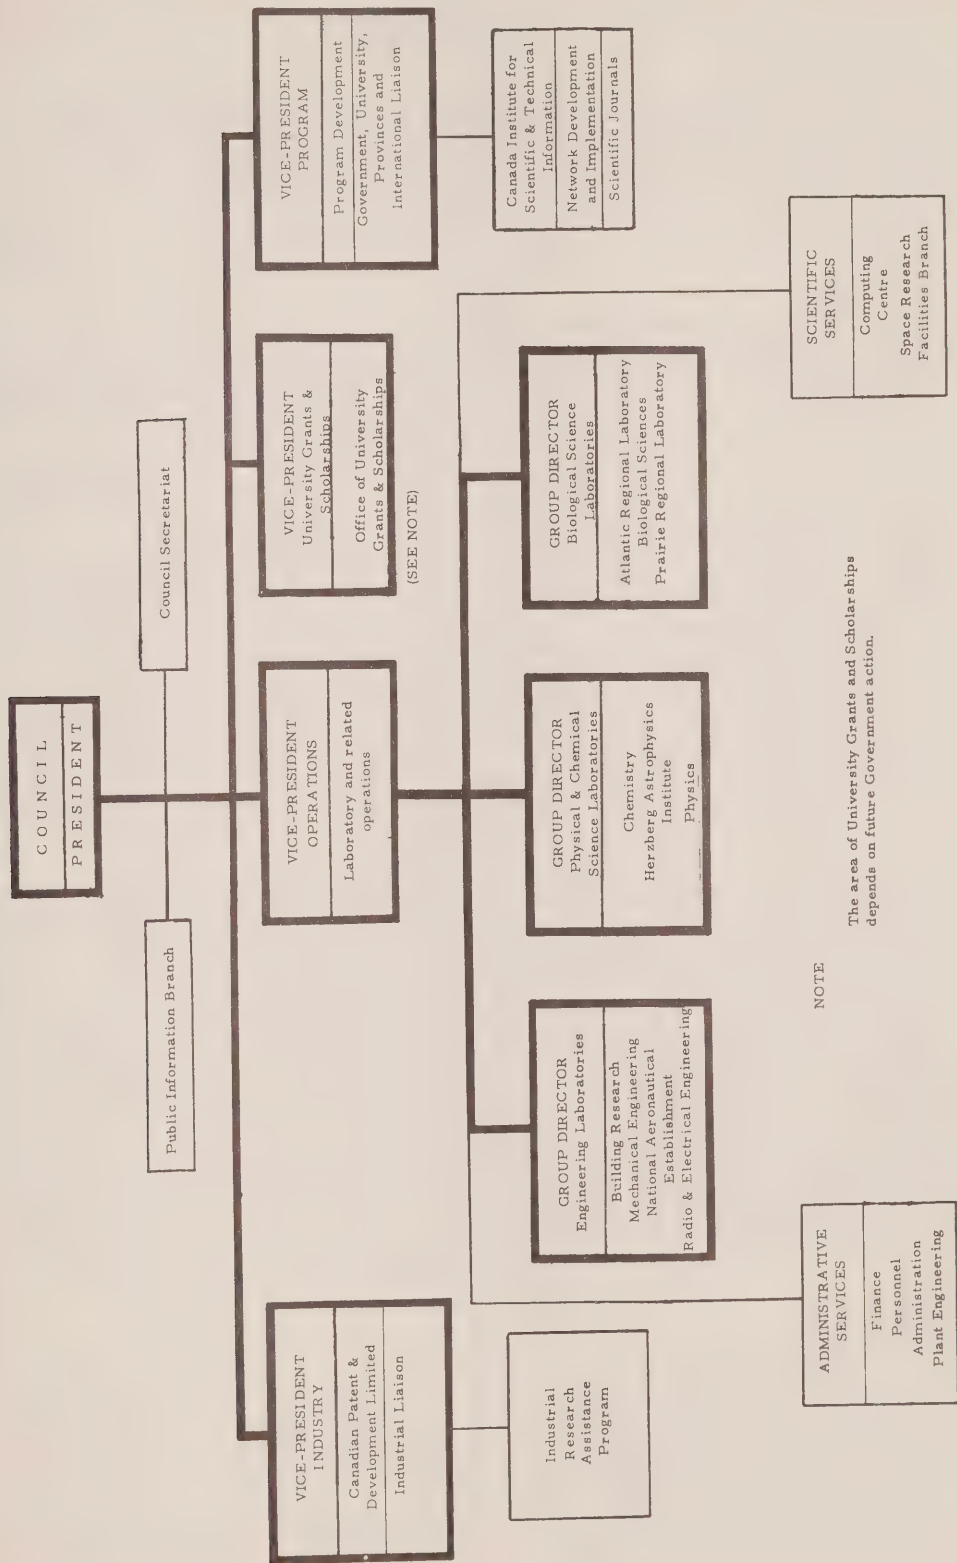 COUNCIL
PRESIDENT
Public Information Branch
Council Secretariat
VICE-PRESIDENT
INDUSTRY
Canadian Patent &
Development Limited
Industrial Liaison
VICE-PRESIDENT
OPERATIONS
Laboratory and related
operations
VICE-PRESIDENT
University Grants &
Scholarships
Office of University
Grants & Scholarships
(SEE NOTE)
VICE-PRESIDENT
PROGRAM
Program Development
Government, University,
Provinces and
International Liaison
Industrial
Research
Assistance
Program
GROUP DIRECTOR
Engineering Laboratories
Building Research
Mechanical Engineering
National Aeronautical
Establishment
Radio & Electrical Engineering
GROUP DIRECTOR
Physical & Chemical
Science Laboratories
Chemistry
Herzberg Astrophysics
Institute
Physics
GROUP DIRECTOR
Biological Science
Laboratories
Atlantic Regional Laboratory
Biological Sciences
Prairie Regional Laboratory
Canada Institute for
Scientific & Technical
Information
Network Development
and Implementation
Scientific Journals
ADMINISTRATIVE
SERVICES
Finance
Personnel
Administration
Plant Engineering
SCIENTIFIC
SERVICES
Computing
Centre
Space Research
Facilities Branch
NOTE
The area of University Grants and Scholarships
depends on future Government action.